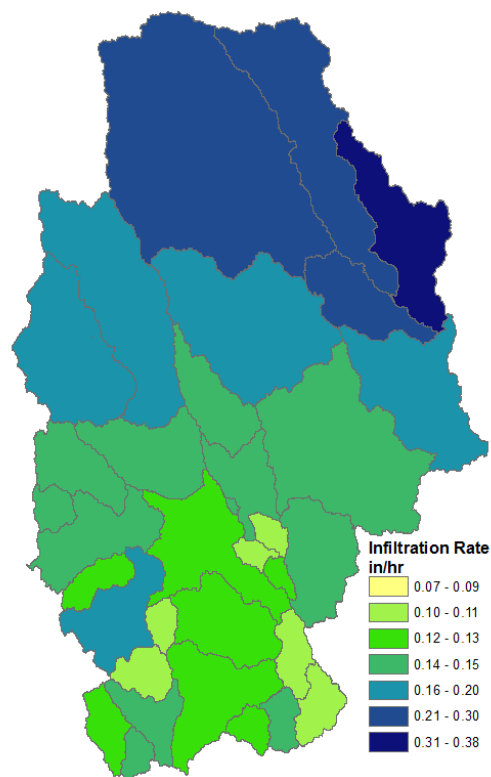 Infiltration Rate
in/hr
0.07 - 0.09
0.10 - 0.11
0.12 - 0.13
0.14 - 0.15
0.16 - 0.20
0.21 - 0.30
0.31 - 0.38